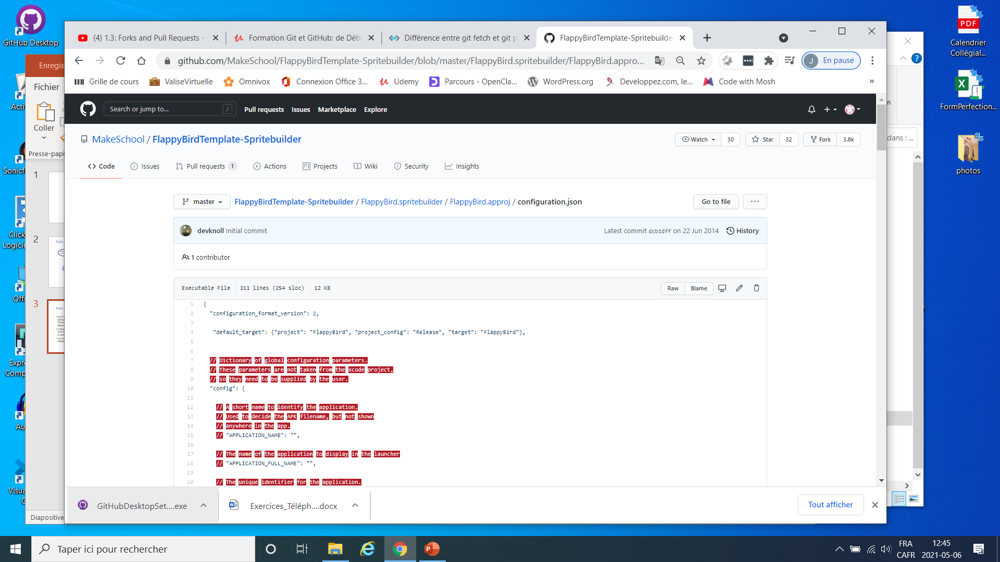 GitHub Desktop
(4) 1.3: Forks and Pull Requests -
Formation Git et GitHub: de Débu
Différence entre git fetch et git p
FlappyBirdTemplate-Spritebuilder
github.com/MakeSchool/FlappyBirdTemplate-Spritebuilder/blob/master/FlappyBird.spritebuilder/FlappyBird.appro...
J En pause
Grille de cours
ValiseVirtuelle
Omnivox
Connexion Office 3...
Udemy
Parcours - OpenCla...
WordPress.org
Developpez.com, le...
Code with Mosh
»
Search or jump to...
/
Pull requests
Issues
Marketplace
Explore
MakeSchool / FlappyBirdTemplate-Spritebuilder
Watch 30
Star 32
Fork 3.8k
Code
Issues
Pull requests 1
Actions
Projects
Wiki
Security
Insights
master
FlappyBirdTemplate-Spritebuilder / FlappyBird.spritebuilder / FlappyBird.approj / configuration.json
Go to file
devknoll Initial commit
Latest commit dcb1dff on 22 Jun 2014
History
1 contributor
Executable File
311 lines (254 sloc)
12 KB
Raw
Blame
1 {
2 "configuration_format_version": 2,
3
4 "default_target": {"project": "FlappyBird", "project_config": "Release", "target": "FlappyBird"},
5
6
7 // Dictionary of global configuration parameters.
8 // These parameters are not taken from the xcode project,
9 // so they need to be supplied by the user.
10 "config": {
11
12 // A short name to identify the application.
13 // Used to decide the APK filename, but not shown
14 // anywhere in the app.
15 // "APPLICATION_NAME": "",
16
17 // The name of the application to display in the launcher
18 // "APPLICATION_FULL_NAME": "",
19
20 // The unique identifier for the application.
GitHubDesktopSet....exe
Exercices_Téléph....docx
Tout afficher
Enregis
Fichier
Coller
Presse-papi
1
2
3
Fork
Diapositive
Acti
Sonicf
Click
Logicie
Offi
Expr
Comp
Au
Visua
C
dans : ...
PDF
Calendrier
Collégial...
FormPerfection...
photos
Taper ici pour rechercher
FRA
CAFR
12:45
2021-05-06